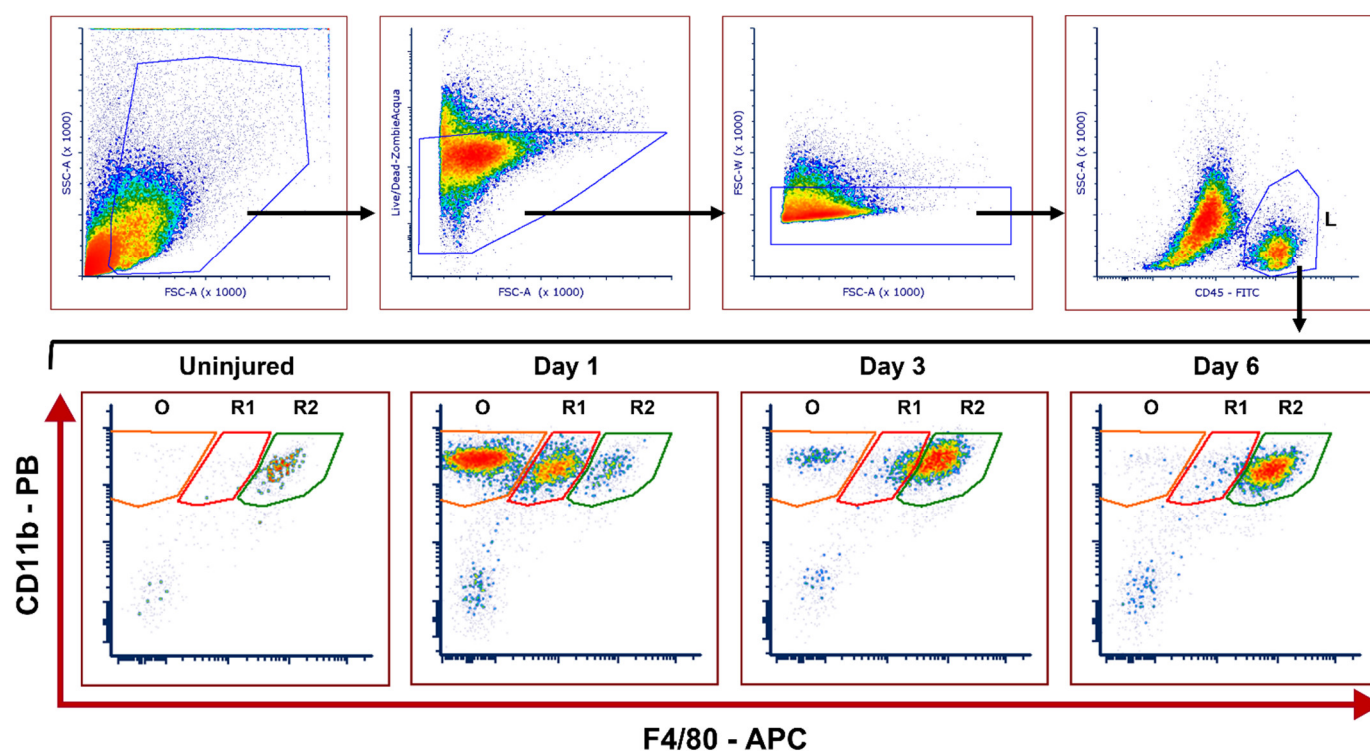 SSC-A (x 1000)
FSC-A (x 1000)
Live/Dead-ZombieAcqua
FSC-A (x 1000)
FSC-W (x 1000)
FSC-A (x 1000)
SSC-A (x 1000)
L
CD45 - FITC
Uninjured
Day 1
Day 3
Day 6
O R1 R2
O R1 R2
O R1 R2
O R1 R2
CD11b - PB
F4/80 - APC